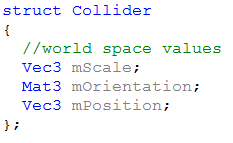 struct Collider
{
  //world space values
  Vec3 mScale;
  Mat3 mOrientation;
  Vec3 mPosition;
};